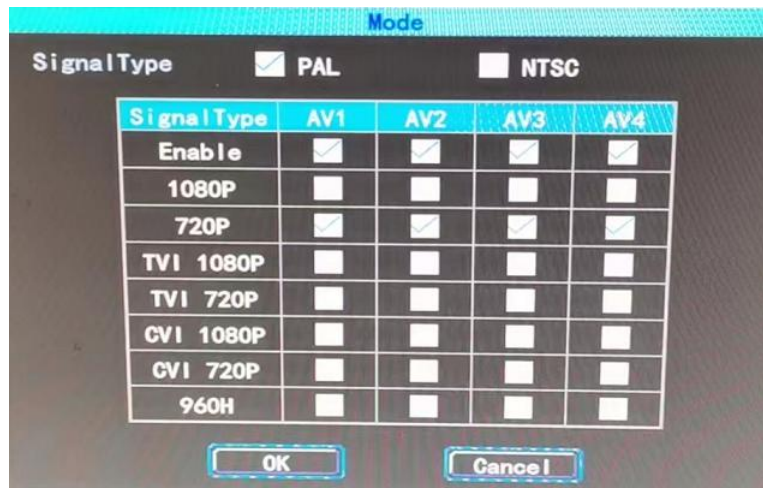 Mode
SignalType PAL NTSC
SignalType AV1 AV2 AV3 AV4
Enable
1080P
720P
TVI 1080P
TVI 720P
CVI 1080P
CVI 720P
960H
OK Cancel